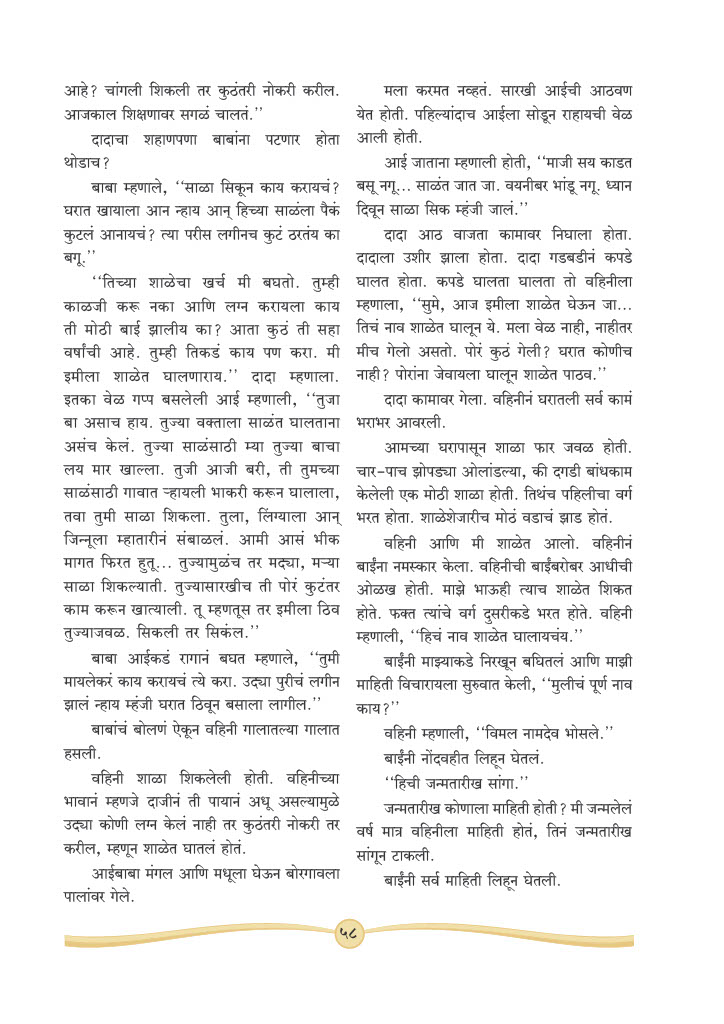 आहे? चांगली शिकली तर कुठंतरी नोकरी करील.
आजकाल शिक्षणावर सगळं चालतं.''
दादाचा शहाणपणा बाबांना पटणार होता
थोडाच?
बाबा म्हणाले, ‘‘साळा सिकून काय करायचं?
घरात खायाला आन न्हाय आन् हिच्या साळंला पैकं
कुटलं आनायचं? त्या परीस लगीनच कुटं ठरतंय का
बगू.''
‘‘तिच्या शाळेचा खर्च मी बघतो. तुम्ही
काळजी करू नका आणि लग्न करायला काय
ती मोठी बाई झालीय का? आता कुठं ती सहा
वर्षांची आहे. तुम्ही तिकडं काय पण करा. मी
इमीला शाळेत घालणाराय.'' दादा म्हणाला.
इतका वेळ गप्प बसलेली आई म्हणाली, ‘‘तुजा
बा असाच हाय. तुज्या वक्ताला साळंत घालताना
असंच केलं. तुज्या साळंसाठी म्या तुज्या बाचा
लय मार खाल्ला. तुजी आजी बरी, ती तुमच्या
साळंसाठी गावात ऱ्हायली भाकरी करून घालाला,
तवा तुमी साळा शिकला. तुला, लिंग्याला आन्
जिन्नूला म्हातारीनं संबाळलं. आमी आसं भीक
मागत फिरत हुतू... तुज्यामुळंच तर मद्या, मऱ्या
साळा शिकल्याती. तुज्यासारखीच ती पोरं कुटंतर
काम करून खात्याली. तू म्हणतूस तर इमीला ठिव
तुज्याजवळ. सिकली तर सिकंल.''
बाबा आईकडं रागानं बघत म्हणाले, ‘‘तुमी
मायलेकरं काय करायचं त्ये करा. उद्या पुरीचं लगीन
झालं न्हाय म्हंजी घरात ठिवून बसाला लागील.''
बाबांचं बोलणं ऐकून वहिनी गालातल्या गालात
हसली.
वहिनी शाळा शिकलेली होती. वहिनीच्या
भावानं म्हणजे दाजीनं ती पायानं अधू असल्यामुळे
उद्या कोणी लग्न केलं नाही तर कुठंतरी नोकरी तर
करील, म्हणून शाळेत घातलं होतं.
आईबाबा मंगल आणि मधूला घेऊन बोरगावला
पालांवर गेले.
मला करमत नव्हतं. सारखी आईची आठवण
येत होती. पहिल्यांदाच आईला सोडून राहायची वेळ
आली होती.
आई जाताना म्हणाली होती, ‘‘माजी सय काडत
बसू नगू... साळंत जात जा. वयनीबर भांडू नगू. ध्यान
दिवून साळा सिक म्हंजी जालं.''
दादा आठ वाजता कामावर निघाला होता.
दादाला उशीर झाला होता. दादा गडबडीनं कपडे
घालत होता. कपडे घालता घालता तो वहिनीला
म्हणाला, ‘‘सुमे, आज इमीला शाळेत घेऊन जा...
तिचं नाव शाळेत घालून ये. मला वेळ नाही, नाहीतर
मीच गेलो असतो. पोरं कुठं गेली? घरात कोणीच
नाही? पोरांना जेवायला घालून शाळेत पाठव.''
दादा कामावर गेला. वहिनीनं घरातली सर्व कामं
भराभर आवरली.
आमच्या घरापासून शाळा फार जवळ होती.
चार-पाच झोपड्या ओलांडल्या, की दगडी बांधकाम
केलेली एक मोठी शाळा होती. तिथंच पहिलीचा वर्ग
भरत होता. शाळेशेजारीच मोठं वडाचं झाड होतं.
वहिनी आणि मी शाळेत आलो. वहिनीनं
बाईंना नमस्कार केला. वहिनीची बाईंबरोबर आधीची
ओळख होती. माझे भाऊही त्याच शाळेत शिकत
होते. फक्त त्यांचे वर्ग दुसरीकडे भरत होते. वहिनी
म्हणाली, ‘‘हिचं नाव शाळेत घालायचंय.''
बाईंनी माझ्याकडे निरखून बघितलं आणि माझी
माहिती विचारायला सुरुवात केली, ‘‘मुलीचं पूर्ण नाव
काय?''
वहिनी म्हणाली, ‘‘विमल नामदेव भोसले.''
बाईंनी नोंदवहीत लिहून घेतलं.
‘‘हिची जन्मतारीख सांगा.''
जन्मतारीख कोणाला माहिती होती? मी जन्मलेलं
वर्ष मात्र वहिनीला माहिती होतं, तिनं जन्मतारीख
सांगून टाकली.
बाईंनी सर्व माहिती लिहून घेतली.
५८